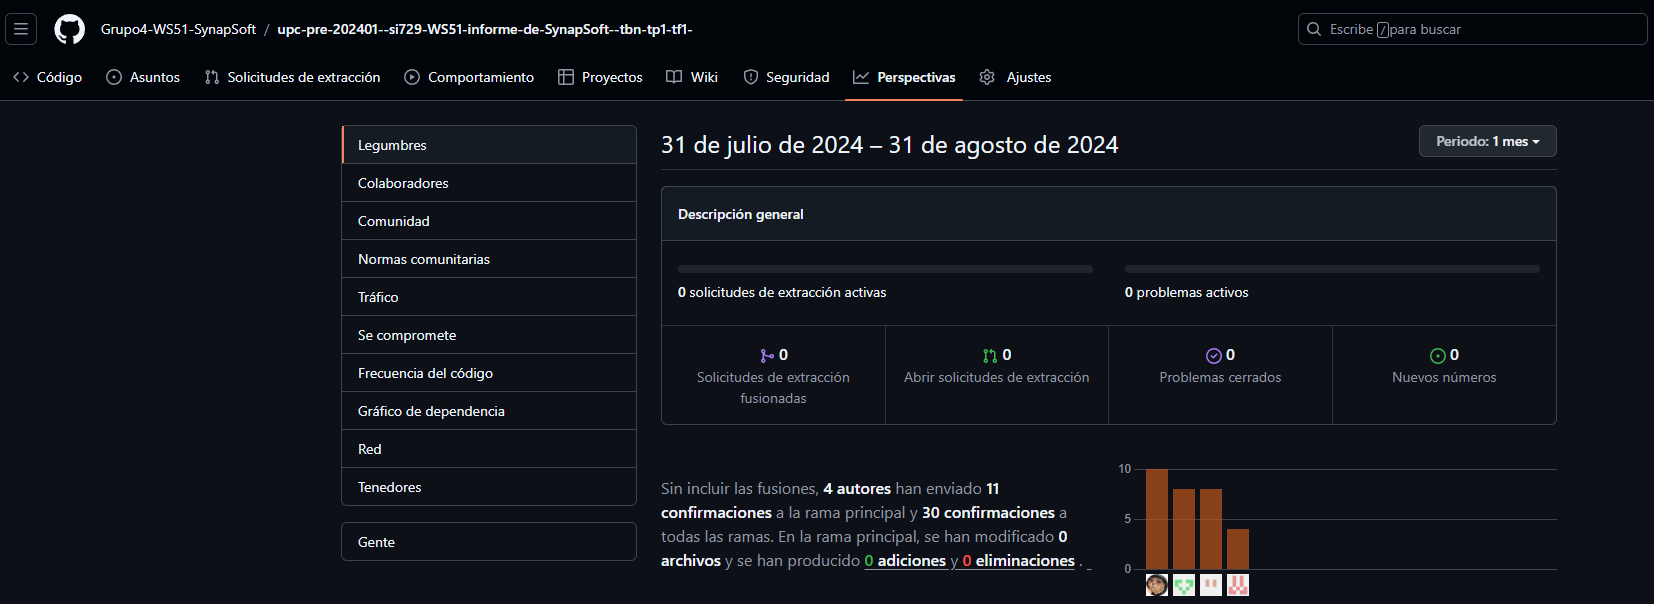 Grupo4-WS51-SynapSoft / upc-pre-202401--si729-WS51-informe-de-SynapSoft--tbn-tp1-tf1-
Escribe / para buscar
Código
Asuntos
Solicitudes de extracción
Comportamiento
Proyectos
Wiki
Seguridad
Perspectivas
Ajustes
Legumbres
Colaboradores
Comunidad
Normas comunitarias
Tráfico
Se compromete
Frecuencia del código
Gráfico de dependencia
Red
Tenedores
Gente
31 de julio de 2024 – 31 de agosto de 2024
Periodo: 1 mes
Descripción general
0 solicitudes de extracción activas
0 problemas activos
0
Solicitudes de extracción
fusionadas
0
Abrir solicitudes de extracción
0
Problemas cerrados
0
Nuevos números
Sin incluir las fusiones, 4 autores han enviado 11
confirmaciones a la rama principal y 30 confirmaciones a
todas las ramas. En la rama principal, se han modificado 0
archivos y se han producido 0 adiciones y 0 eliminaciones .
10
5
0